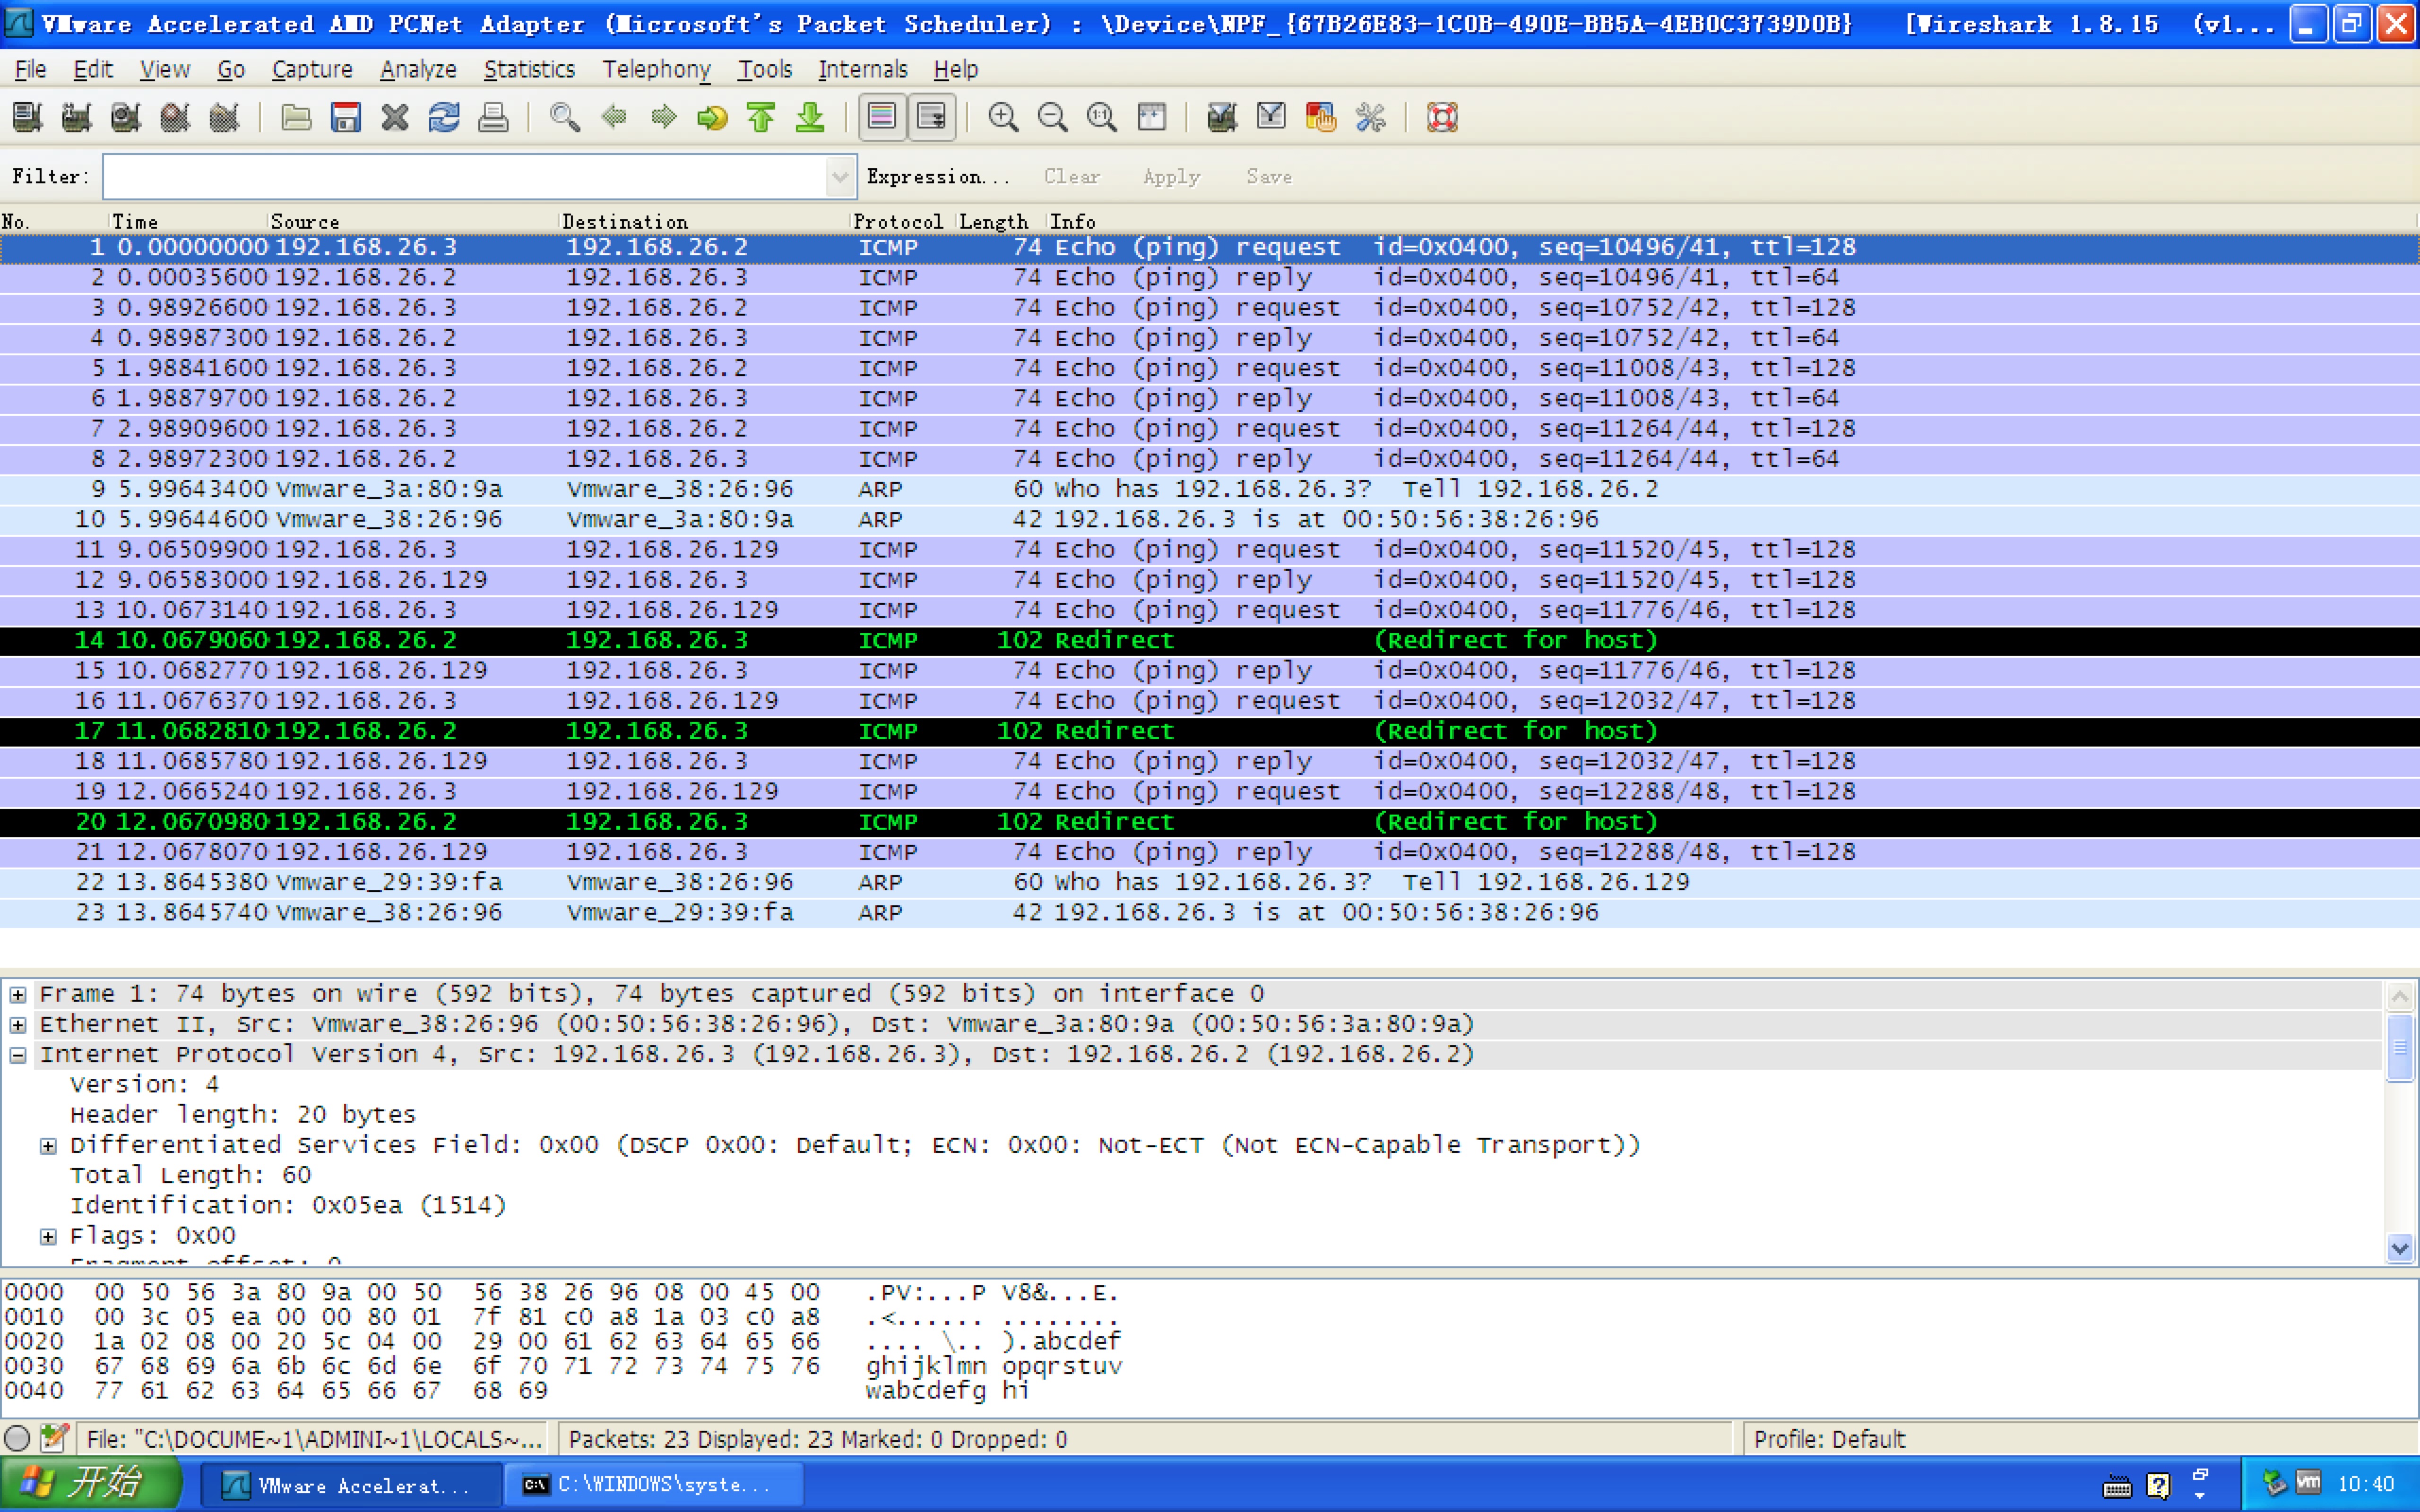 VMware Accelerated AMD PCNet Adapter (Microsoft's Packet Scheduler) : \Device\NPF_{67B26E83-1C0B-490E-BB5A-4EB0C3739D0B} [Wireshark 1.8.15 (v1...
File Edit View Go Capture Analyze Statistics Telephony Tools Internals Help
Filter: Expression... Clear Apply Save
No. Time Source Destination Protocol Length Info
1 0.00000000 192.168.26.3 192.168.26.2 ICMP 74 Echo (ping) request id=0x0400, seq=10496/41, ttl=128
2 0.00035600 192.168.26.2 192.168.26.3 ICMP 74 Echo (ping) reply id=0x0400, seq=10496/41, ttl=64
3 0.98926600 192.168.26.3 192.168.26.2 ICMP 74 Echo (ping) request id=0x0400, seq=10752/42, ttl=128
4 0.98987300 192.168.26.2 192.168.26.3 ICMP 74 Echo (ping) reply id=0x0400, seq=10752/42, ttl=64
5 1.98841600 192.168.26.3 192.168.26.2 ICMP 74 Echo (ping) request id=0x0400, seq=11008/43, ttl=128
6 1.98879700 192.168.26.2 192.168.26.3 ICMP 74 Echo (ping) reply id=0x0400, seq=11008/43, ttl=64
7 2.98909600 192.168.26.3 192.168.26.2 ICMP 74 Echo (ping) request id=0x0400, seq=11264/44, ttl=128
8 2.98972300 192.168.26.2 192.168.26.3 ICMP 74 Echo (ping) reply id=0x0400, seq=11264/44, ttl=64
9 5.99643400 Vmware_3a:80:9a Vmware_38:26:96 ARP 60 Who has 192.168.26.3? Tell 192.168.26.2
10 5.99644600 Vmware_38:26:96 Vmware_3a:80:9a ARP 42 192.168.26.3 is at 00:50:56:38:26:96
11 9.06509900 192.168.26.3 192.168.26.129 ICMP 74 Echo (ping) request id=0x0400, seq=11520/45, ttl=128
12 9.06583000 192.168.26.129 192.168.26.3 ICMP 74 Echo (ping) reply id=0x0400, seq=11520/45, ttl=128
13 10.0673140 192.168.26.3 192.168.26.129 ICMP 74 Echo (ping) request id=0x0400, seq=11776/46, ttl=128
14 10.0679060 192.168.26.2 192.168.26.3 ICMP 102 Redirect (Redirect for host)
15 10.0682770 192.168.26.129 192.168.26.3 ICMP 74 Echo (ping) reply id=0x0400, seq=11776/46, ttl=128
16 11.0676370 192.168.26.3 192.168.26.129 ICMP 74 Echo (ping) request id=0x0400, seq=12032/47, ttl=128
17 11.0682810 192.168.26.2 192.168.26.3 ICMP 102 Redirect (Redirect for host)
18 11.0685780 192.168.26.129 192.168.26.3 ICMP 74 Echo (ping) reply id=0x0400, seq=12032/47, ttl=128
19 12.0665240 192.168.26.3 192.168.26.129 ICMP 74 Echo (ping) request id=0x0400, seq=12288/48, ttl=128
20 12.0670980 192.168.26.2 192.168.26.3 ICMP 102 Redirect (Redirect for host)
21 12.0678070 192.168.26.129 192.168.26.3 ICMP 74 Echo (ping) reply id=0x0400, seq=12288/48, ttl=128
22 13.8645380 Vmware_29:39:fa Vmware_38:26:96 ARP 60 Who has 192.168.26.3? Tell 192.168.26.129
23 13.8645740 Vmware_38:26:96 Vmware_29:39:fa ARP 42 192.168.26.3 is at 00:50:56:38:26:96
Frame 1: 74 bytes on wire (592 bits), 74 bytes captured (592 bits) on interface 0
Ethernet II, Src: Vmware_38:26:96 (00:50:56:38:26:96), Dst: Vmware_3a:80:9a (00:50:56:3a:80:9a)
Internet Protocol Version 4, Src: 192.168.26.3 (192.168.26.3), Dst: 192.168.26.2 (192.168.26.2)
Version: 4
Header length: 20 bytes
Differentiated Services Field: 0x00 (DSCP 0x00: Default; ECN: 0x00: Not-ECT (Not ECN-Capable Transport))
Total Length: 60
Identification: 0x05ea (1514)
Flags: 0x00
Fragment offset: 0
0000 00 50 56 3a 80 9a 00 50 56 38 26 96 08 00 45 00 .PV:...P V8&...E.
0010 00 3c 05 ea 00 00 80 01 7f 81 c0 a8 1a 03 c0 a8 .<...... ........
0020 1a 02 08 00 20 5c 04 00 29 00 61 62 63 64 65 66 .... \.. ).abcdef
0030 67 68 69 6a 6b 6c 6d 6e 6f 70 71 72 73 74 75 76 ghijklmn opqrstuv
0040 77 61 62 63 64 65 66 67 68 69 wabcdefg hi
File: "C:\DOCUME~1\ADMINI~1\LOCALS~... Packets: 23 Displayed: 23 Marked: 0 Dropped: 0 Profile: Default
开始 VMware Accelerat... C:\WINDOWS\syste... 10:40